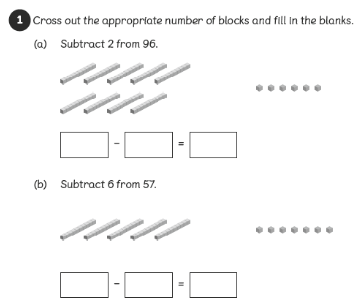 1 Cross out the appropriate number of blocks and fill in the blanks.
(a) Subtract 2 from 96.
- =
(b) Subtract 6 from 57.
- =